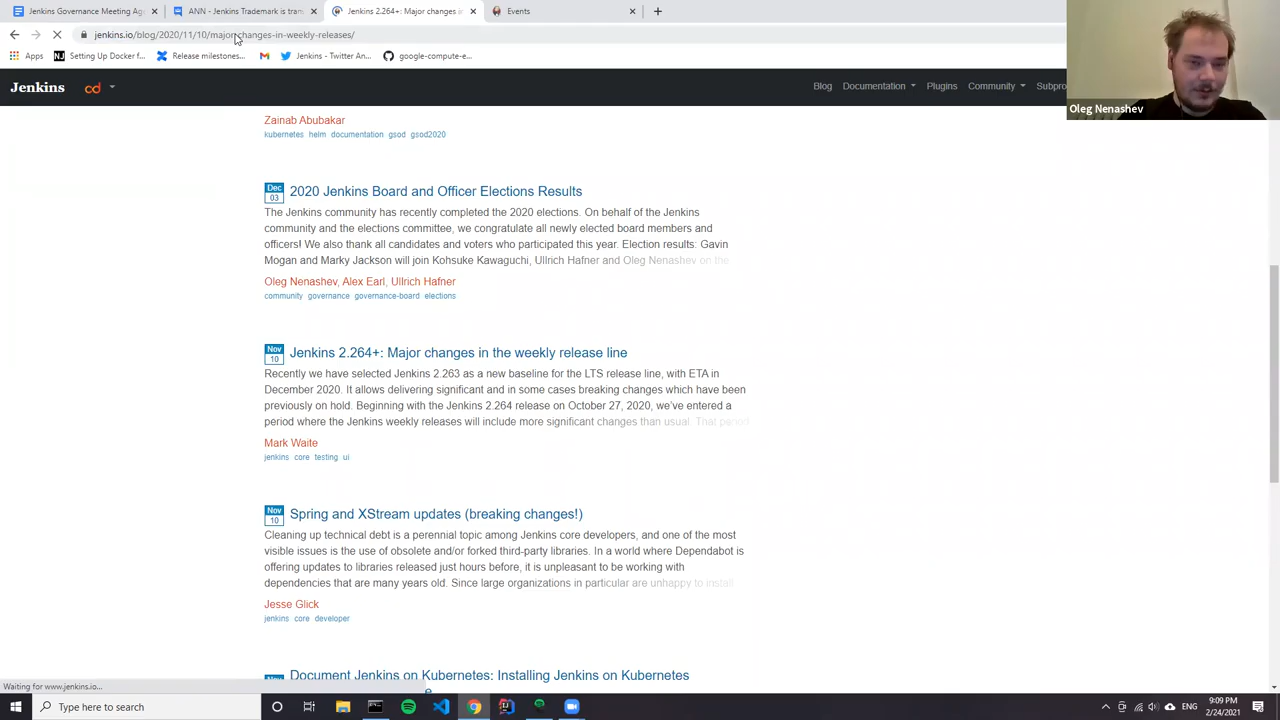 Jenkins Governance Meeting Age
ANN - Jenkins Trademark is tran
Jenkins 2.264+: Major changes in
Events
jenkins.io/blog/2020/11/10/major-changes-in-weekly-releases/
Apps
Setting Up Docker f...
Release milestones...
Jenkins - Twitter An...
google-compute-e...
Jenkins
Blog
Documentation
Plugins
Community
Subpro
Oleg Nenashev
Zainab Abubakar
kubernetes helm documentation gsod gsod2020
Dec
03
2020 Jenkins Board and Officer Elections Results
The Jenkins community has recently completed the 2020 elections. On behalf of the Jenkins
community and the elections committee, we congratulate all newly elected board members and
officers! We also thank all candidates and voters who participated this year. Election results: Gavin
Mogan and Marky Jackson will join Kohsuke Kawaguchi, Ullrich Hafner and Oleg Nenashev on the
Oleg Nenashev, Alex Earl, Ullrich Hafner
community governance governance-board elections
Nov
10
Jenkins 2.264+: Major changes in the weekly release line
Recently we have selected Jenkins 2.263 as a new baseline for the LTS release line, with ETA in
December 2020. It allows delivering significant and in some cases breaking changes which have been
previously on hold. Beginning with the Jenkins 2.264 release on October 27, 2020, we've entered a
period where the Jenkins weekly releases will include more significant changes than usual. That period
Mark Waite
jenkins core testing ui
Nov
10
Spring and XStream updates (breaking changes!)
Cleaning up technical debt is a perennial topic among Jenkins core developers, and one of the most
visible issues is the use of obsolete and/or forked third-party libraries. In a world where Dependabot is
offering updates to libraries released just hours before, it is unpleasant to be working with
dependencies that are many years old. Since large organizations in particular are unhappy to install
Jesse Glick
jenkins core developer
Document Jenkins on Kubernetes: Installing Jenkins on Kubernetes
Waiting for www.jenkins.io...
Type here to search
ENG
9:09 PM
2/24/2021